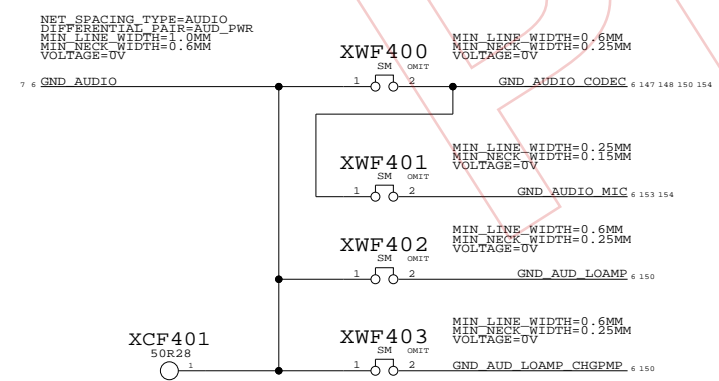 NET_SPACING_TYPE=AUDIO
DIFFERENTIAL_PAIR=AUD_PWR
MIN_LINE_WIDTH=1.0MM
MIN_NECK_WIDTH=0.6MM
VOLTAGE=0V
MIN_LINE_WIDTH=0.6MM
MIN_NECK_WIDTH=0.25MM
VOLTAGE=0V
XWF400
SM OMIT
7 6 GND_AUDIO
1 2
GND_AUDIO_CODEC 6 147 148 150 154
MIN_LINE_WIDTH=0.25MM
MIN_NECK_WIDTH=0.15MM
VOLTAGE=0V
XWF401
SM OMIT
1 2
GND_AUDIO_MIC 6 153 154
MIN_LINE_WIDTH=0.6MM
MIN_NECK_WIDTH=0.25MM
VOLTAGE=0V
XWF402
SM OMIT
1 2
GND_AUD_LOAMP 6 150
MIN_LINE_WIDTH=0.6MM
MIN_NECK_WIDTH=0.25MM
VOLTAGE=0V
XWF403
SM OMIT
XCF401
50R28
1
1 2
GND_AUD_LOAMP_CHGPMP 6 150